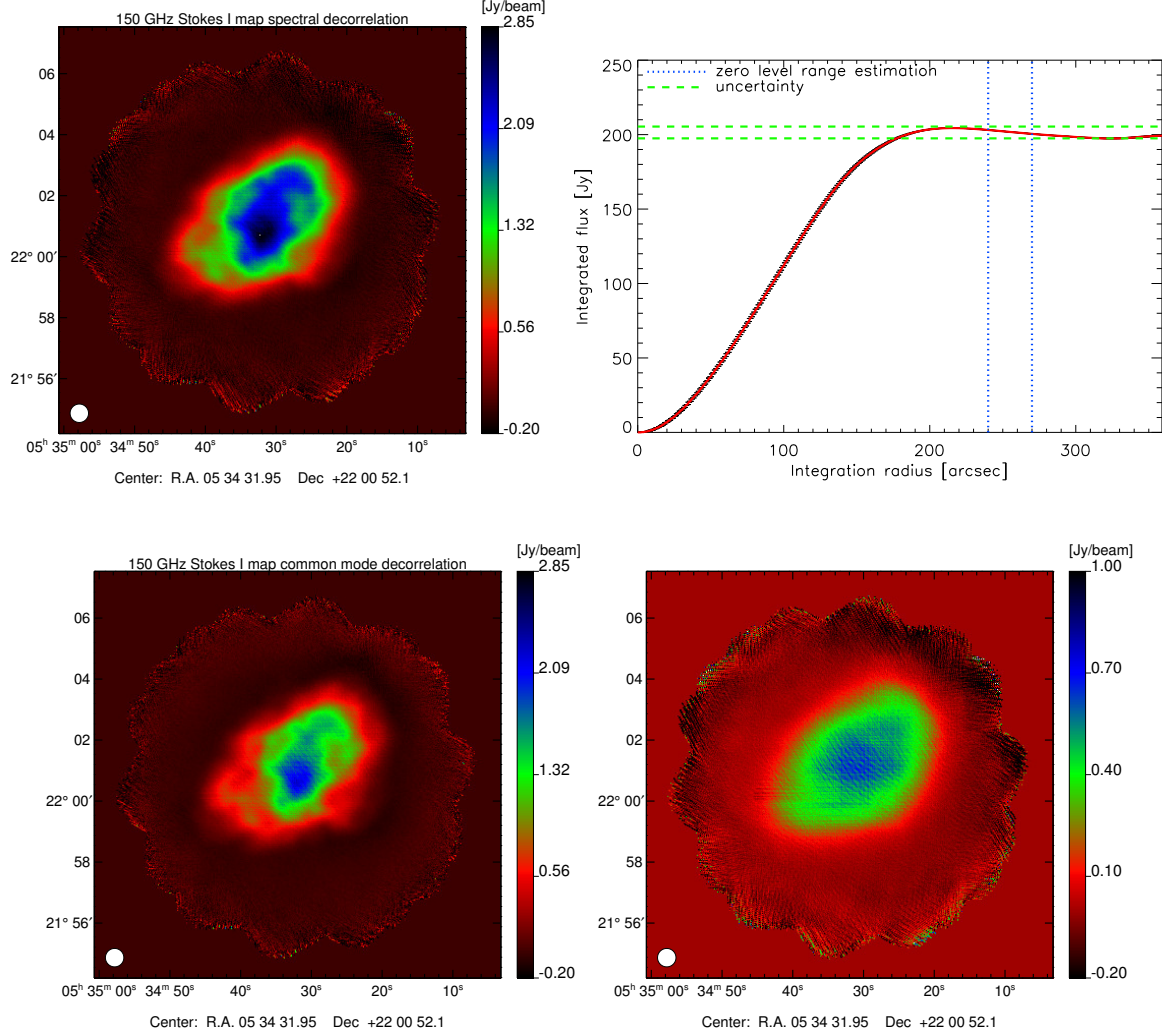 150 GHz Stokes I map spectral decorrelation
[Jy/beam]
2.85
2.09
1.32
0.56
-0.20
06
04
02
22° 00′
58
21° 56′
05h 35m 00s 34m 50s 40s 30s 20s 10s
Center: R.A. 05 34 31.95 Dec +22 00 52.1
zero level range estimation
uncertainty
Integrated flux [Jy]
250
200
150
100
50
0
0 100 200 300
Integration radius [arcsec]
150 GHz Stokes I map common mode decorrelation
[Jy/beam]
2.85
2.09
1.32
0.56
-0.20
06
04
02
22° 00′
58
21° 56′
05h 35m 00s 34m 50s 40s 30s 20s 10s
Center: R.A. 05 34 31.95 Dec +22 00 52.1
[Jy/beam]
1.00
0.70
0.40
0.10
-0.20
06
04
02
22° 00′
58
21° 56′
05h 35m 00s 34m 50s 40s 30s 20s 10s
Center: R.A. 05 34 31.95 Dec +22 00 52.1